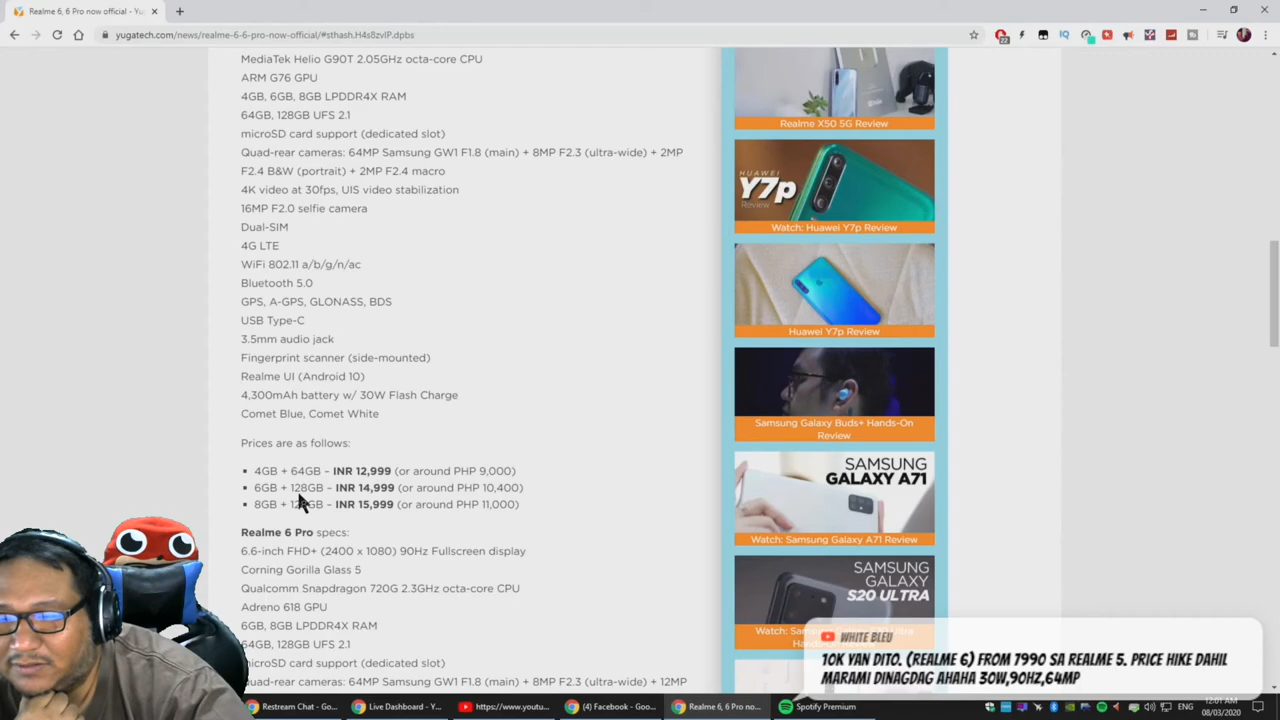 Realme 6, 6 Pro now official - Yu
yugatech.com/news/realme-6-6-pro-now-official/#sthash.H4s8zvIP.dpbs
22
MediaTek Helio G90T 2.05GHz octa-core CPU
ARM G76 GPU
4GB, 6GB, 8GB LPDDR4X RAM
64GB, 128GB UFS 2.1
microSD card support (dedicated slot)
Quad-rear cameras: 64MP Samsung GW1 F1.8 (main) + 8MP F2.3 (ultra-wide) + 2MP
F2.4 B&W (portrait) + 2MP F2.4 macro
4K video at 30fps, UIS video stabilization
16MP F2.0 selfie camera
Dual-SIM
4G LTE
WiFi 802.11 a/b/g/n/ac
Bluetooth 5.0
GPS, A-GPS, GLONASS, BDS
USB Type-C
3.5mm audio jack
Fingerprint scanner (side-mounted)
Realme UI (Android 10)
4,300mAh battery w/ 30W Flash Charge
Comet Blue, Comet White
Prices are as follows:
4GB + 64GB – INR 12,999 (or around PHP 9,000)
6GB + 128GB – INR 14,999 (or around PHP 10,400)
8GB + 128GB – INR 15,999 (or around PHP 11,000)
Realme 6 Pro specs:
6.6-inch FHD+ (2400 x 1080) 90Hz Fullscreen display
Corning Gorilla Glass 5
Qualcomm Snapdragon 720G 2.3GHz octa-core CPU
Adreno 618 GPU
6GB, 8GB LPDDR4X RAM
64GB, 128GB UFS 2.1
microSD card support (dedicated slot)
Quad-rear cameras: 64MP Samsung GW1 F1.8 (main) + 8MP F2.3 (ultra-wide) + 12MP
Realme X50 5G Review
HUAWEI
Y7p
Review
Watch: Huawei Y7p Review
Huawei Y7p Review
Samsung Galaxy Buds+ Hands-On
Review
SAMSUNG
GALAXY
A71
Watch: Samsung Galaxy A71 Review
SAMSUNG
GALAXY
S20 ULTRA
WHITE BLEU
10K YAN DITO. (REALME 6) FROM 7990 SA REALME 5. PRICE HIKE DAHIL
MARAMI DINAGDAG AHAHA 30W,90HZ,64MP
Restream Chat - Goo...
Live Dashboard - Y...
https://www.youtu...
(4) Facebook - Goo...
Realme 6, 6 Pro no...
Spotify Premium
ENG
12:01 AM
08/03/2020